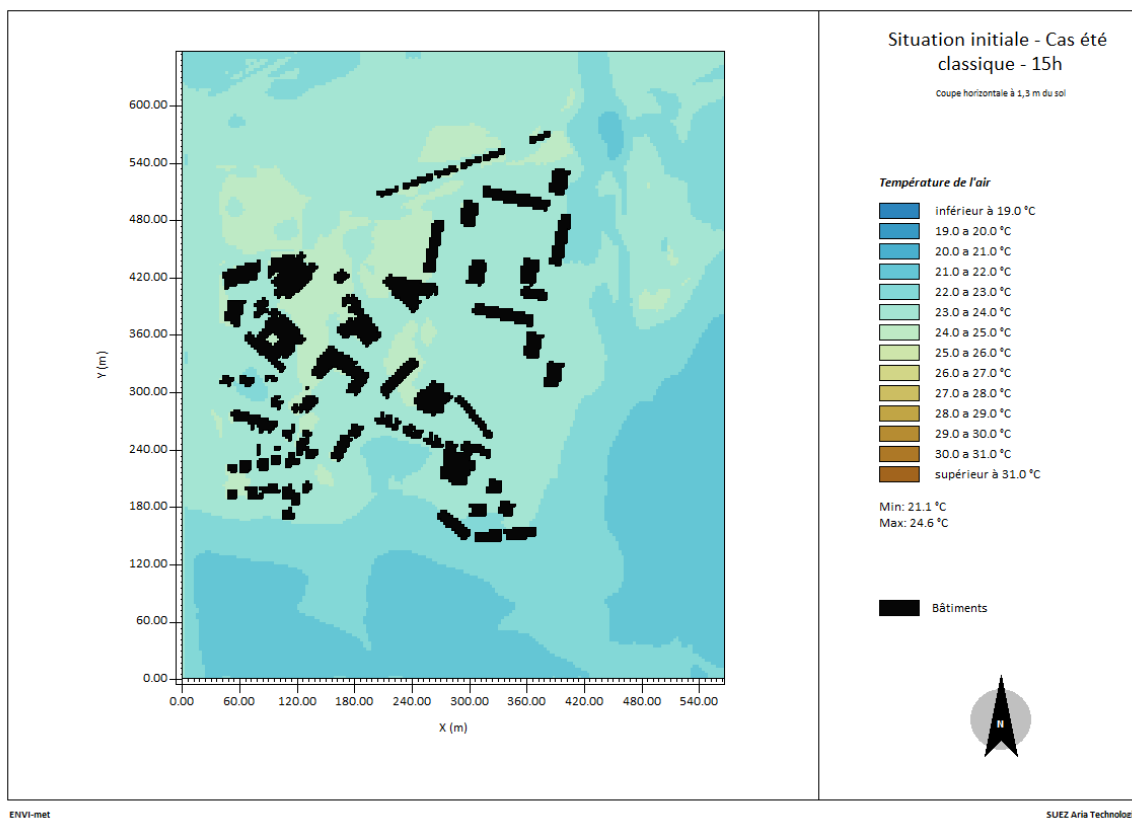 Situation initiale - Cas été
classique - 15h
Coupe horizontale à 1,3 m du sol
600.00
540.00
480.00
420.00
360.00
300.00
240.00
180.00
120.00
60.00
0.00
Y (m)
0.00 60.00 120.00 180.00 240.00 300.00 360.00 420.00 480.00 540.00
X (m)
Température de l'air
inférieur à 19.0 °C
19.0 a 20.0 °C
20.0 a 21.0 °C
21.0 a 22.0 °C
22.0 a 23.0 °C
23.0 a 24.0 °C
24.0 a 25.0 °C
25.0 a 26.0 °C
26.0 a 27.0 °C
27.0 a 28.0 °C
28.0 a 29.0 °C
29.0 a 30.0 °C
30.0 a 31.0 °C
supérieur à 31.0 °C
Min: 21.1 °C
Max: 24.6 °C
Bâtiments
N
ENVI-met
SUEZ Aria Technolog